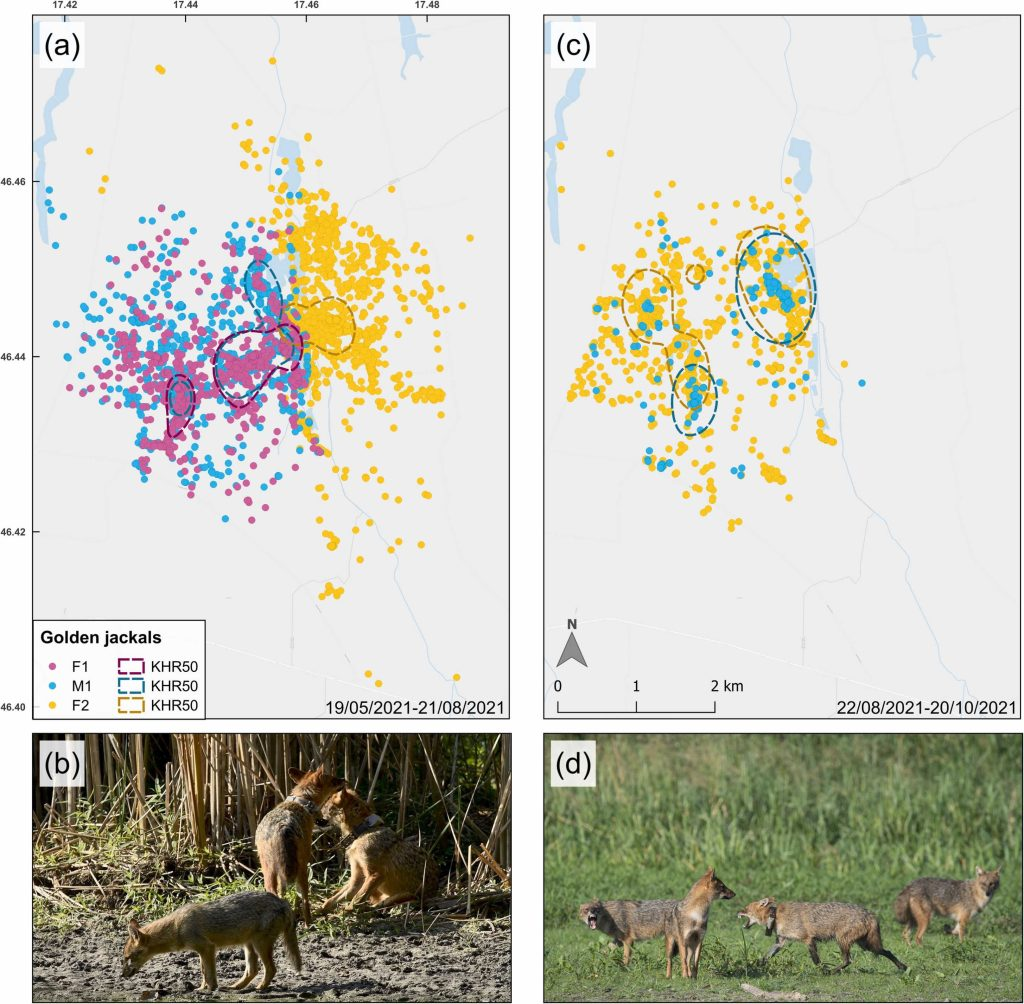 17.42 17.44 17.46 17.48
(a)
(c)
46.46
46.44
46.42
46.40
Golden jackals
F1 KHR50
M1 KHR50
F2 KHR50
19/05/2021-21/08/2021
N
0 1 2 km
22/08/2021-20/10/2021
(b)
(d)